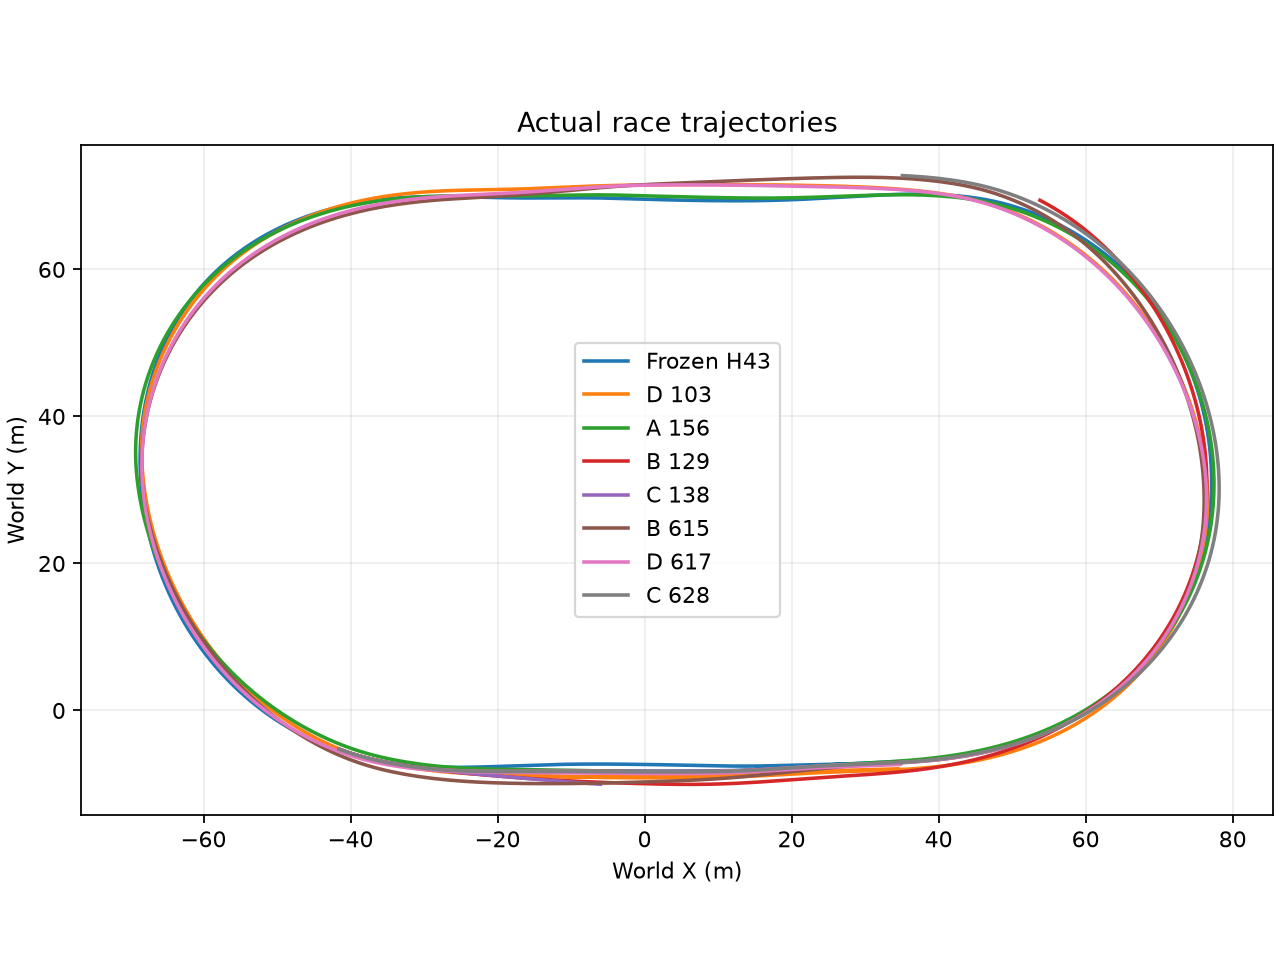 Actual race trajectories
World Y (m)
60
40
20
0
Frozen H43
D 103
A 156
B 129
C 138
B 615
D 617
C 628
−60 −40 −20 0 20 40 60 80
World X (m)